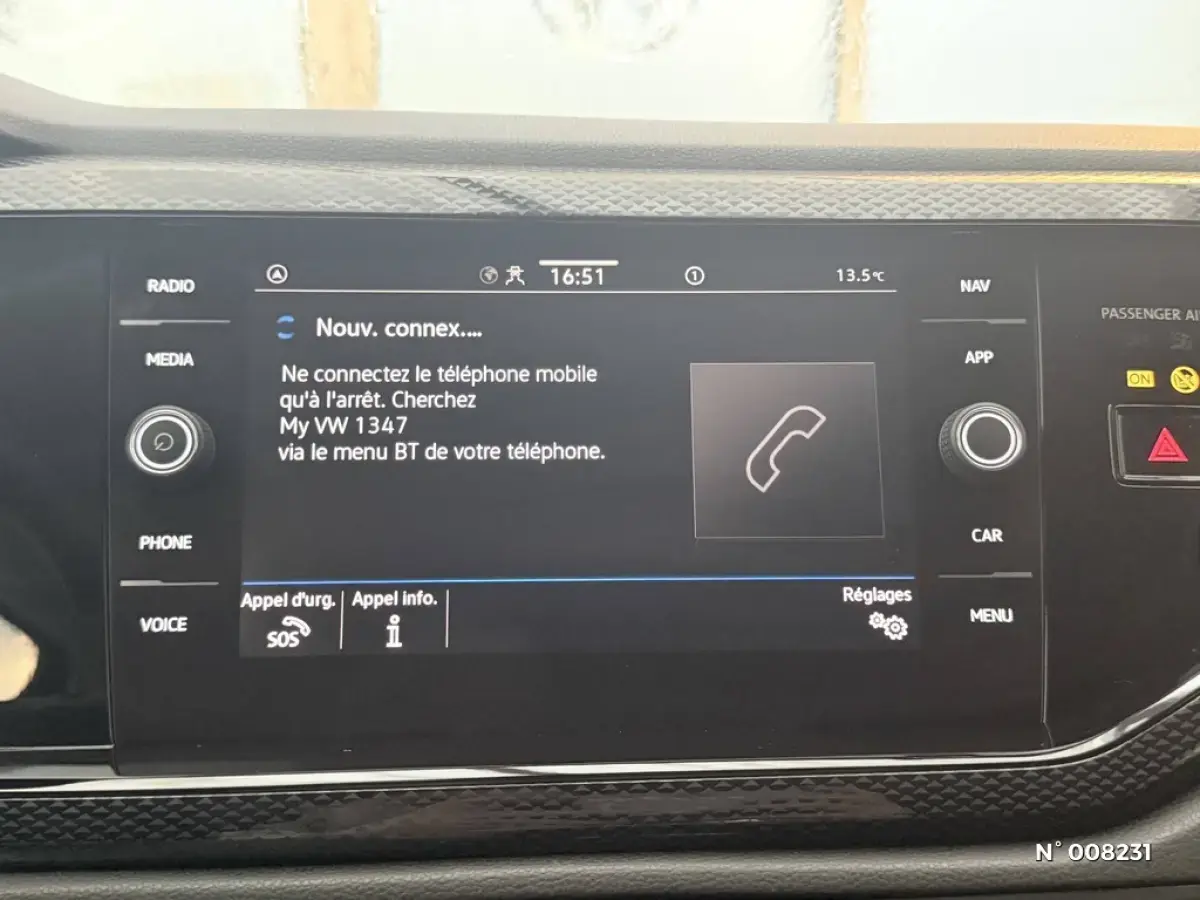 RADIO
MEDIA
PHONE
VOICE
16:51
1
13.5°C
Nouv. connex....
Ne connectez le téléphone mobile
qu'à l'arrêt. Cherchez
My VW 1347
via le menu BT de votre téléphone.
Appel d'urg.
SOS
Appel info.
i
Réglages
NAV
APP
CAR
MENU
PASSENGER AI
ON
N° 008231